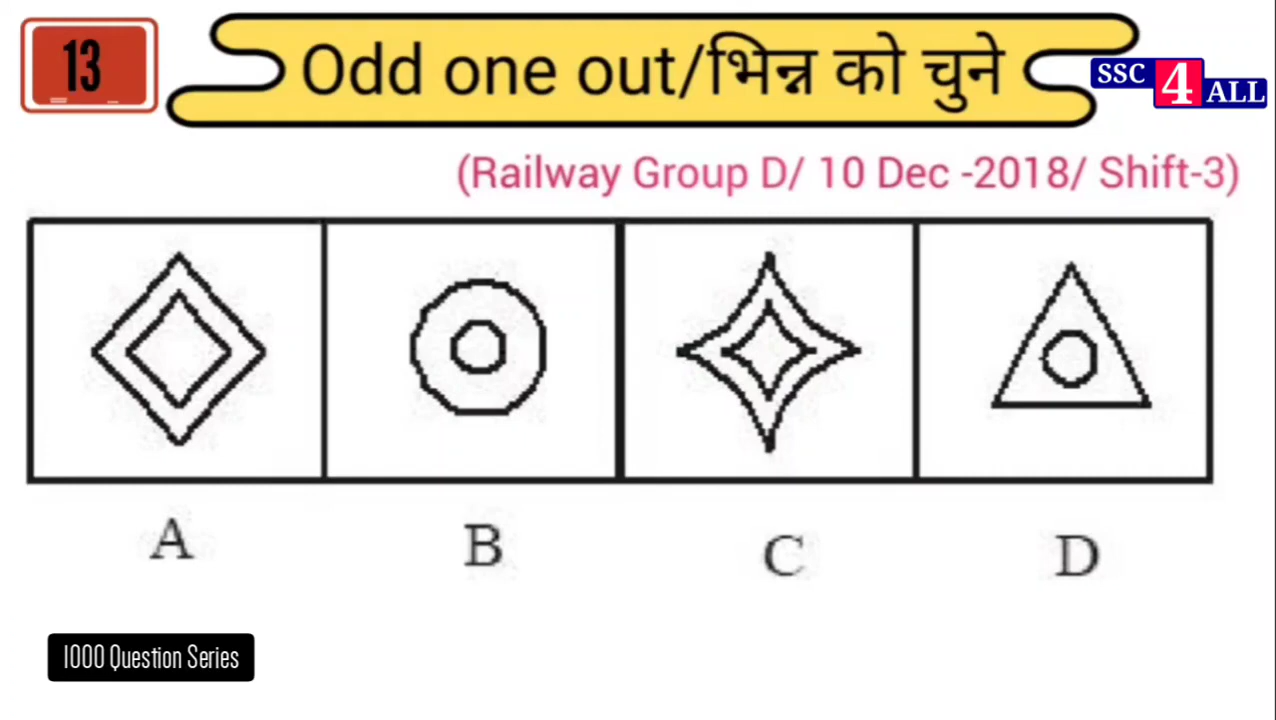 13
Odd one out/भिन्न को चुने
SSC 4 ALL
(Railway Group D/ 10 Dec -2018/ Shift-3)
A B C D
1000 Question Series